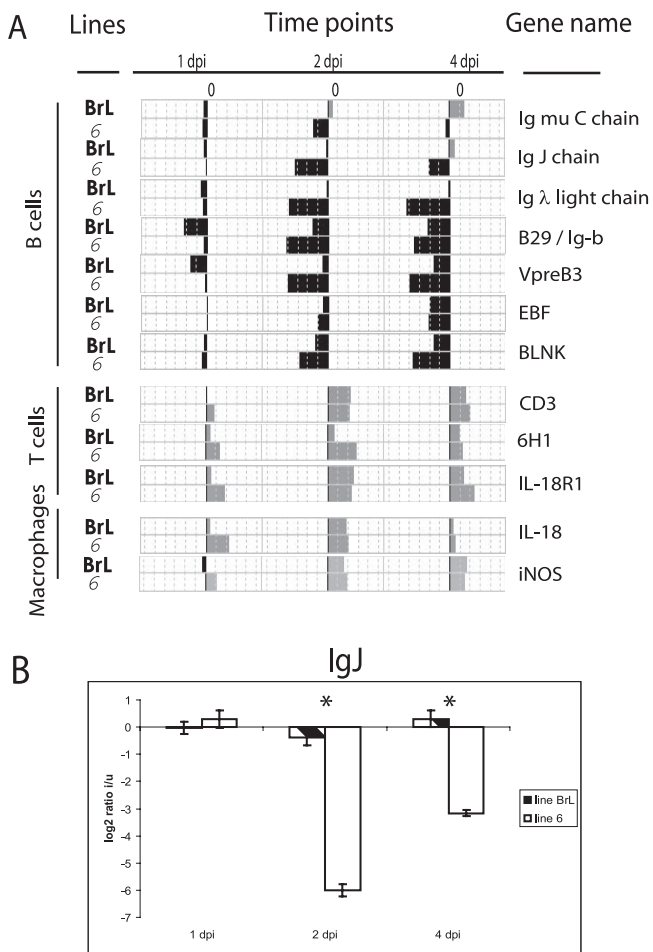 A
Lines Time points Gene name
1 dpi 2 dpi 4 dpi
0 0 0
B cells
BrL
6
Ig mu C chain
BrL
6
Ig J chain
BrL
6
Ig λ light chain
BrL
6
B29 / Ig-b
BrL
6
VpreB3
BrL
6
EBF
BrL
6
BLNK
T cells
BrL
6
CD3
BrL
6
6H1
BrL
6
IL-18R1
Macrophages
BrL
6
IL-18
BrL
6
iNOS
B
IgJ
log2 ratio i/u
1
0
-1
-2
-3
-4
-5
-6
-7
* *
1 dpi 2 dpi 4 dpi
line BrL
line 6